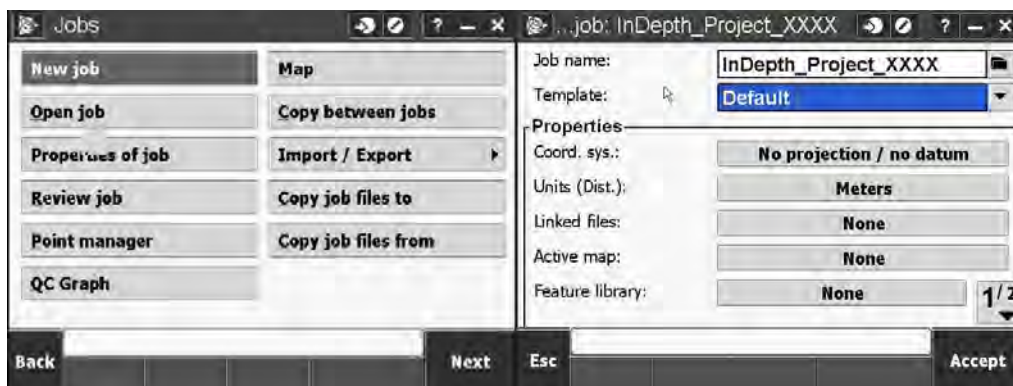 Jobs
? – ×
New job
Map
Open job
Copy between jobs
Properties of job
Import / Export
Review job
Copy job files to
Point manager
Copy job files from
QC Graph
Back
Next
...job: InDepth_Project_XXXX
? – ×
Job name:
InDepth_Project_XXXX
Template:
Default
Properties
Coord. sys.:
No projection / no datum
Units (Dist.):
Meters
Linked files:
None
Active map:
None
Feature library:
None
1/2
Esc
Accept